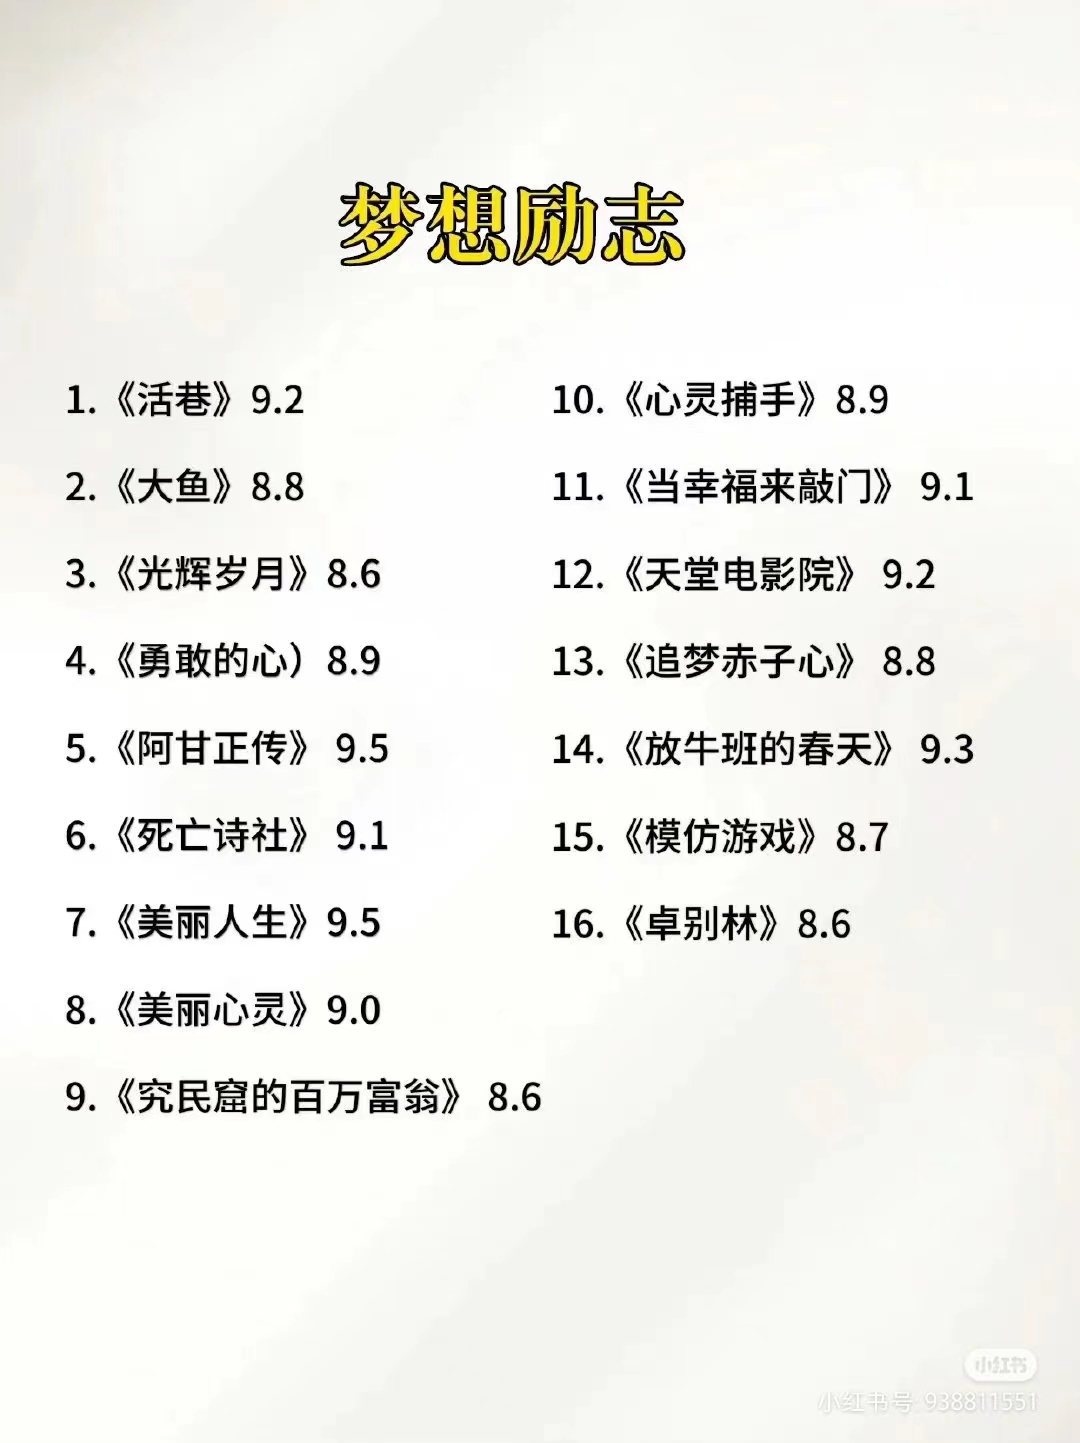 梦想励志
1.《活巷》9.2
2.《大鱼》8.8
3.《光辉岁月》8.6
4.《勇敢的心）8.9
5.《阿甘正传》 9.5
6.《死亡诗社》 9.1
7.《美丽人生》9.5
8.《美丽心灵》9.0
9.《究民窟的百万富翁》 8.6
10.《心灵捕手》8.9
11.《当幸福来敲门》 9.1
12.《天堂电影院》 9.2
13.《追梦赤子心》 8.8
14.《放牛班的春天》 9.3
15.《模仿游戏》8.7
16.《卓别林》8.6
小红书
小红书号: 938811551